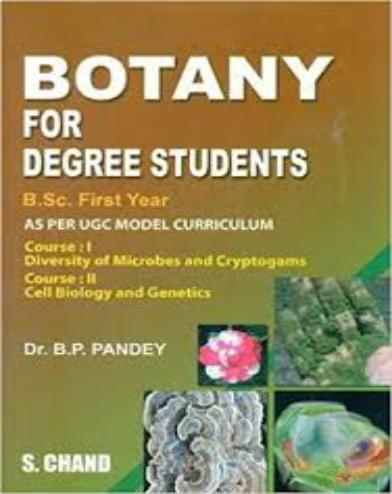 BOTANY
FOR
DEGREE STUDENTS
B.Sc. First Year
AS PER UGC MODEL CURRICULUM
Course : I
Diversity of Microbes and Cryptogams
Course : II
Cell Biology and Genetics
Dr. B.P. PANDEY
S. CHAND